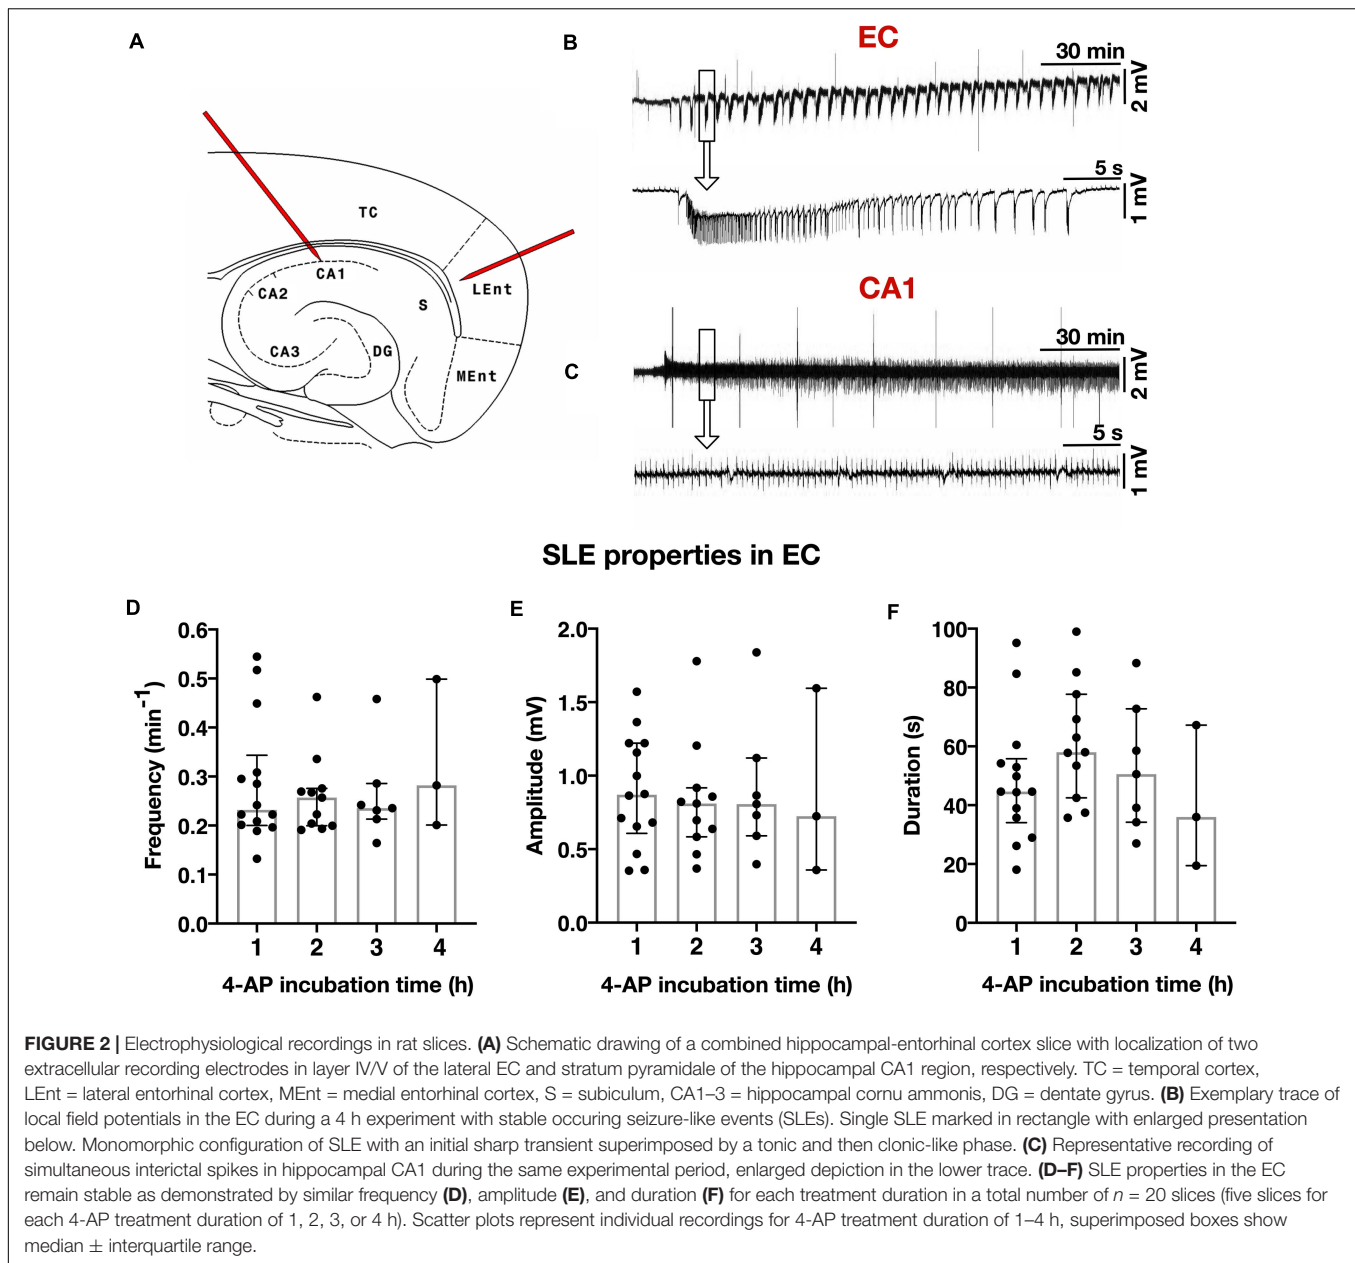 A
TC
CA1
CA2
CA3
DG
S
LEnt
MEnt
B
EC
30 min
2 mV
5 s
1 mV
CA1
C
30 min
2 mV
5 s
1 mV
SLE properties in EC
D
Frequency (min⁻¹)
0.6
0.5
0.4
0.3
0.2
0.1
0.0
1 2 3 4
4-AP incubation time (h)
E
Amplitude (mV)
2.0
1.5
1.0
0.5
0.0
1 2 3 4
4-AP incubation time (h)
F
Duration (s)
100
80
60
40
20
0
1 2 3 4
4-AP incubation time (h)
FIGURE 2 | Electrophysiological recordings in rat slices. (A) Schematic drawing of a combined hippocampal-entorhinal cortex slice with localization of two
extracellular recording electrodes in layer IV/V of the lateral EC and stratum pyramidale of the hippocampal CA1 region, respectively. TC = temporal cortex,
LEnt = lateral entorhinal cortex, MEnt = medial entorhinal cortex, S = subiculum, CA1–3 = hippocampal cornu ammonis, DG = dentate gyrus. (B) Exemplary trace of
local field potentials in the EC during a 4 h experiment with stable occuring seizure-like events (SLEs). Single SLE marked in rectangle with enlarged presentation
below. Monomorphic configuration of SLE with an initial sharp transient superimposed by a tonic and then clonic-like phase. (C) Representative recording of
simultaneous interictal spikes in hippocampal CA1 during the same experimental period, enlarged depiction in the lower trace. (D–F) SLE properties in the EC
remain stable as demonstrated by similar frequency (D), amplitude (E), and duration (F) for each treatment duration in a total number of n = 20 slices (five slices for
each 4-AP treatment duration of 1, 2, 3, or 4 h). Scatter plots represent individual recordings for 4-AP treatment duration of 1–4 h, superimposed boxes show
median ± interquartile range.